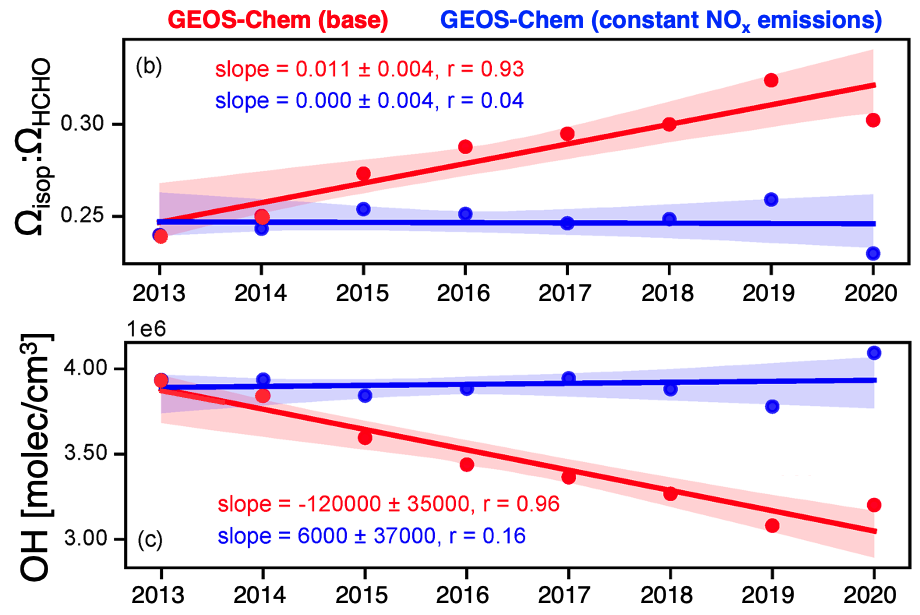 GEOS-Chem (base) GEOS-Chem (constant NOx emissions)
(b)
slope = 0.011 ± 0.004, r = 0.93
slope = 0.000 ± 0.004, r = 0.04
Ωisop:ΩHCHO
0.30
0.25
2013 2014 2015 2016 2017 2018 2019 2020
1e6
OH [molec/cm³]
4.00
3.50
3.00
slope = -120000 ± 35000, r = 0.96
slope = 6000 ± 37000, r = 0.16
(c)
2013 2014 2015 2016 2017 2018 2019 2020